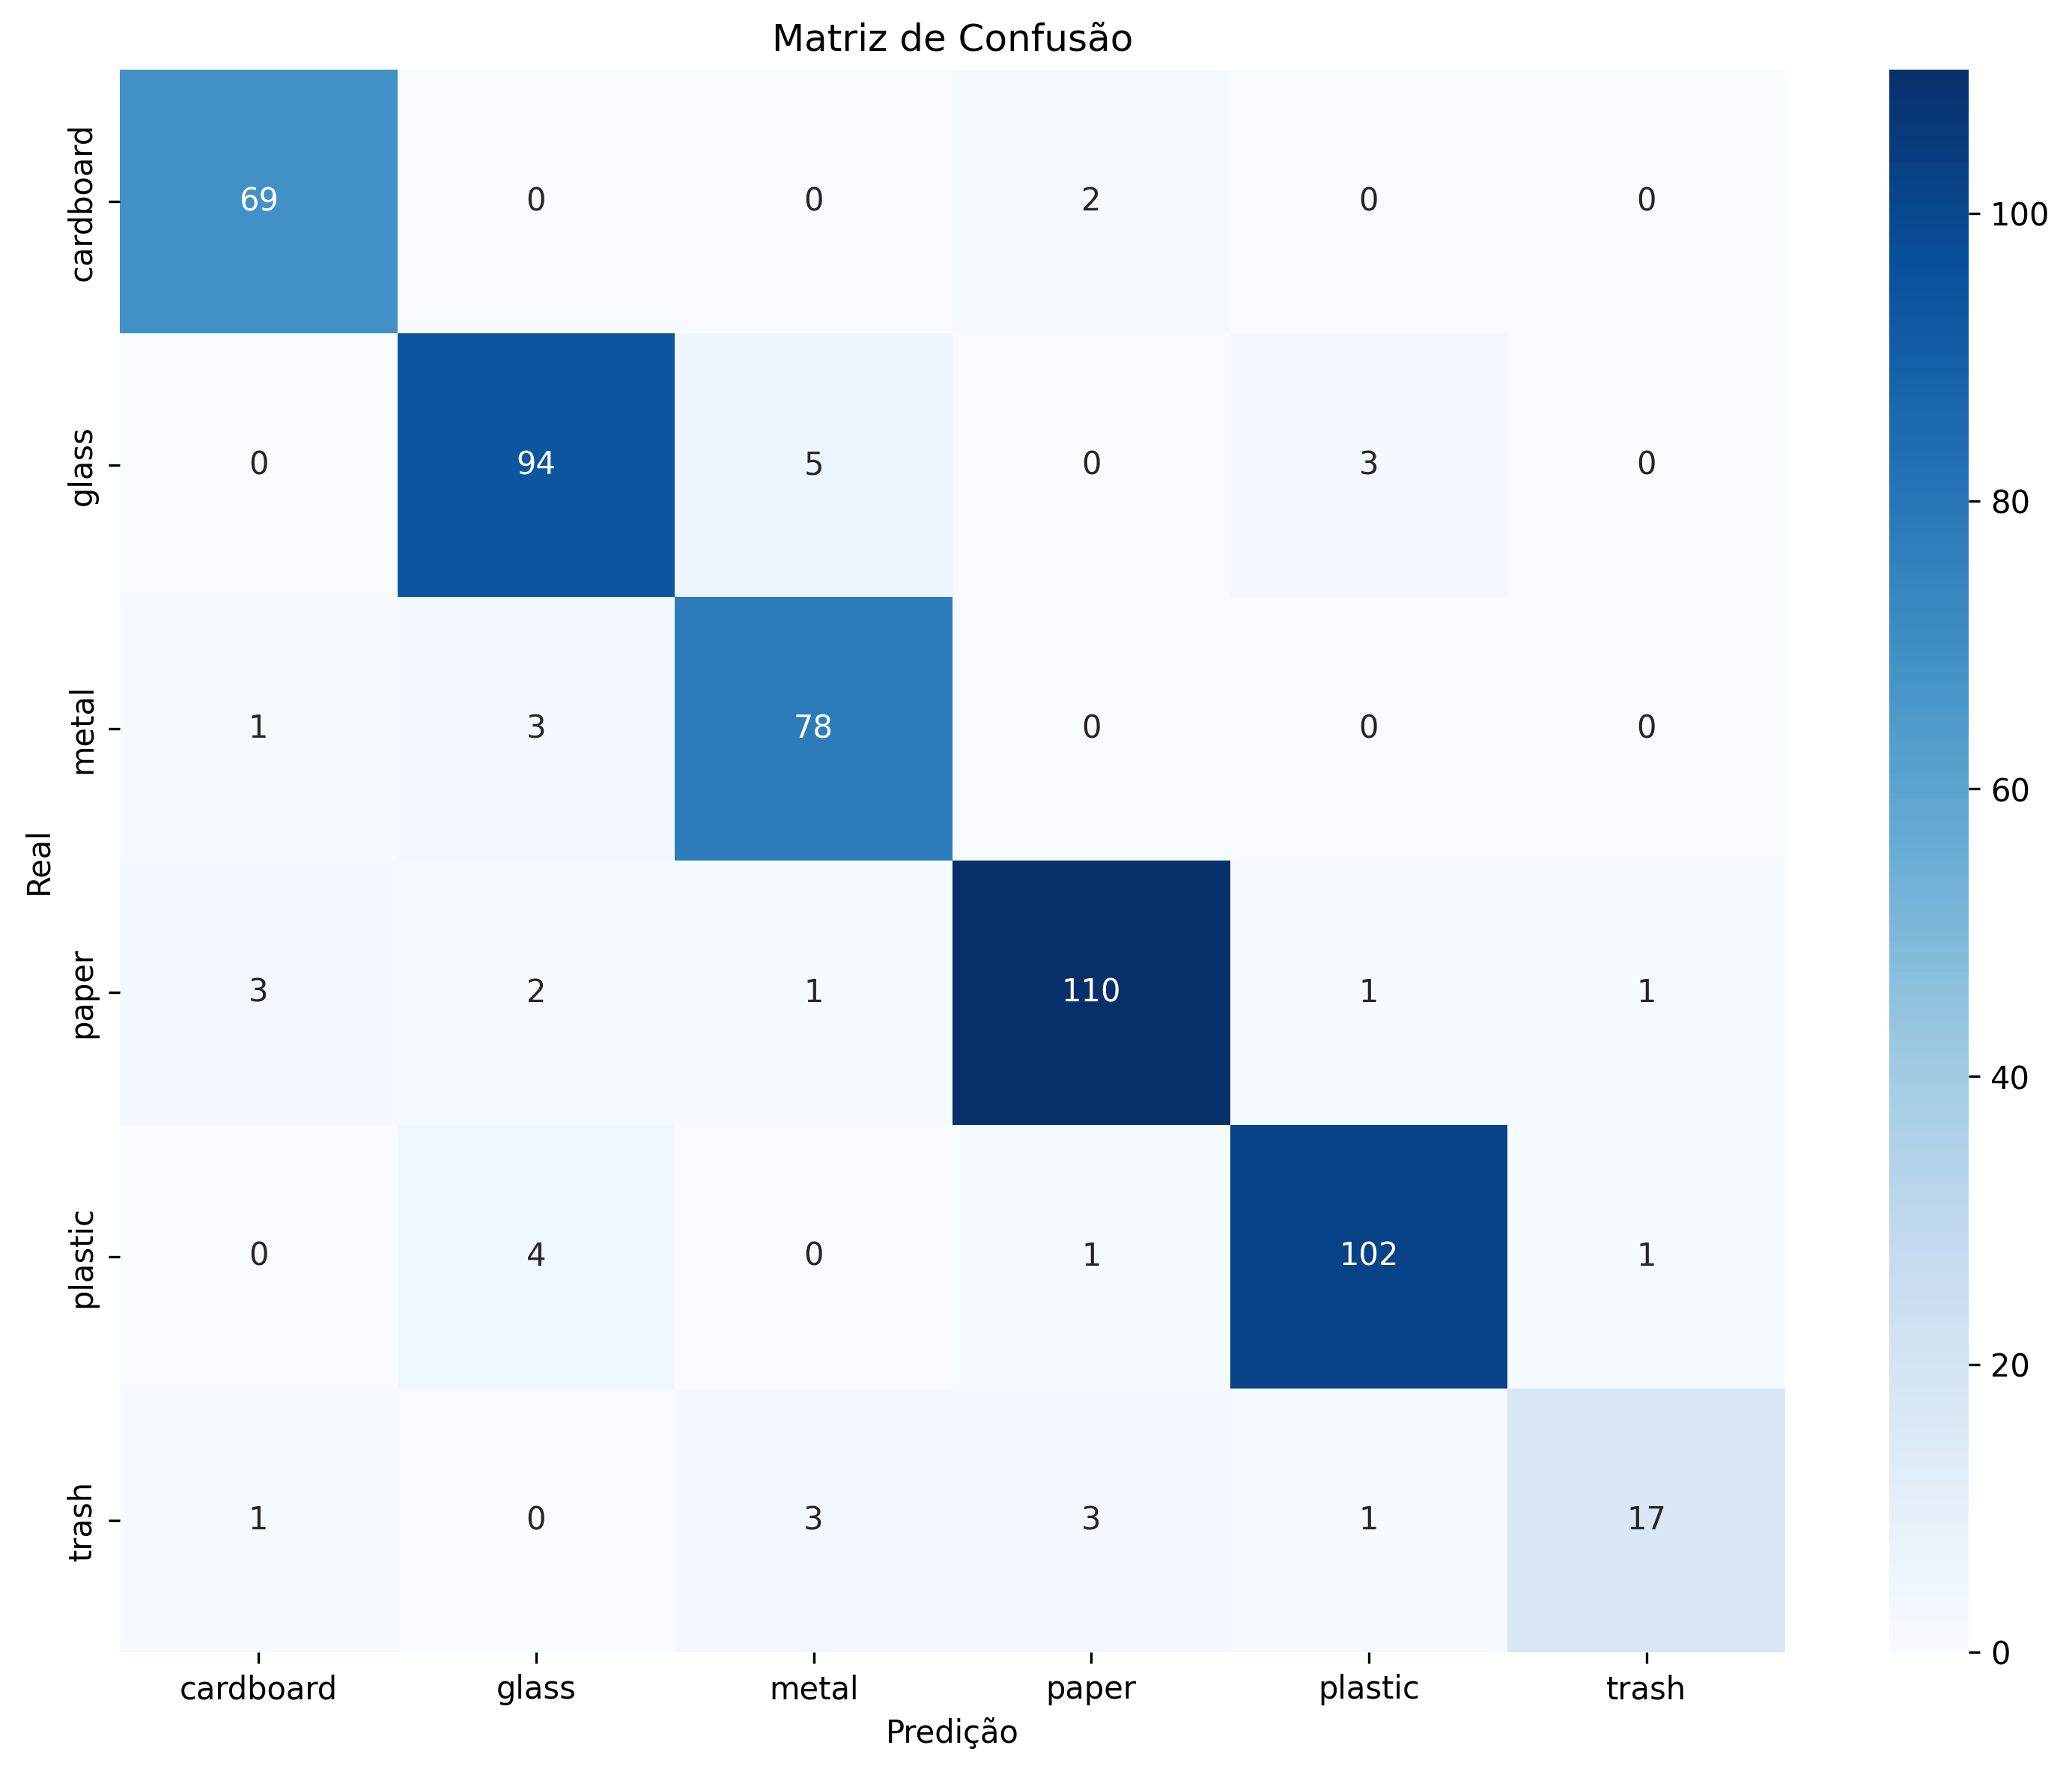 Matriz de Confusão
cardboard 69 0 0 2 0 0
glass 0 94 5 0 3 0
metal 1 3 78 0 0 0
paper 3 2 1 110 1 1
plastic 0 4 0 1 102 1
trash 1 0 3 3 1 17
cardboard glass metal paper plastic trash
Predição
Real
100
80
60
40
20
0